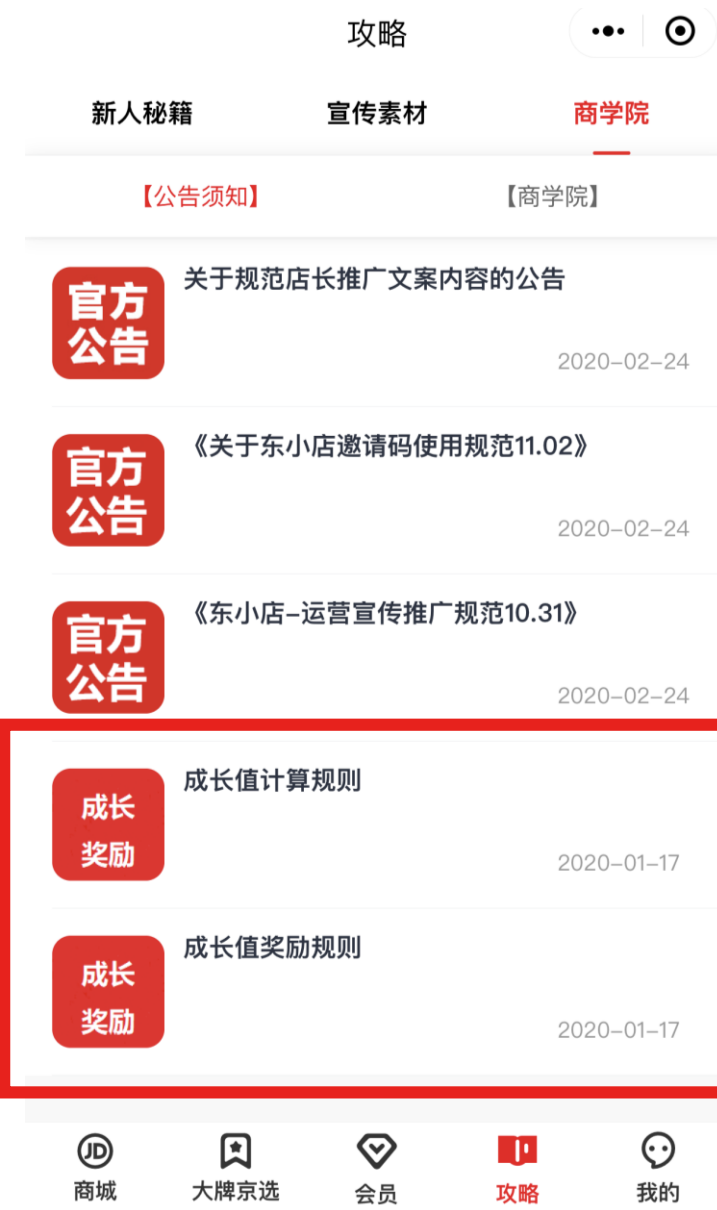 攻略
新人秘籍 宣传素材 商学院
【公告须知】 【商学院】
官方
公告
关于规范店长推广文案内容的公告
2020-02-24
官方
公告
《关于东小店邀请码使用规范11.02》
2020-02-24
官方
公告
《东小店-运营宣传推广规范10.31》
2020-02-24
成长
奖励
成长值计算规则
2020-01-17
成长
奖励
成长值奖励规则
2020-01-17
JD
商城 大牌京选 会员 攻略 我的